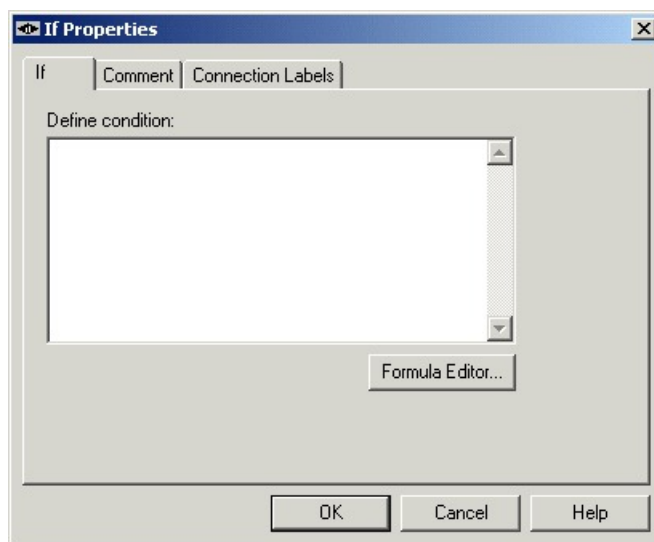 If Properties
If Comment Connection Labels
Define condition:
Formula Editor...
OK Cancel Help